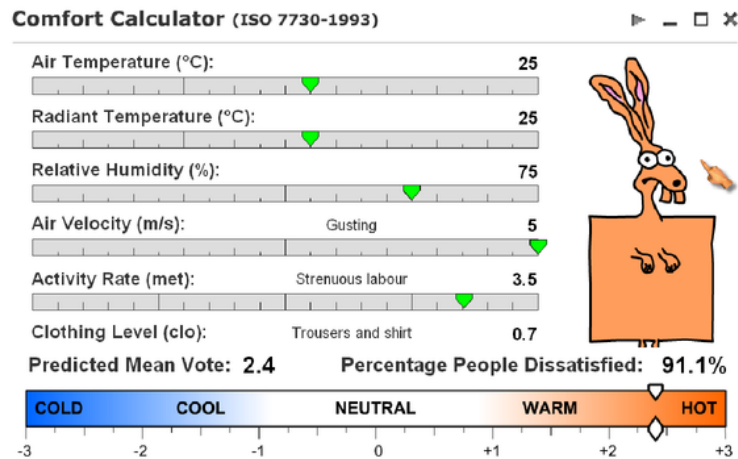 Comfort Calculator (ISO 7730-1993)
Air Temperature (°C): 25
Radiant Temperature (°C): 25
Relative Humidity (%): 75
Air Velocity (m/s): Gusting 5
Activity Rate (met): Strenuous labour 3.5
Clothing Level (clo): Trousers and shirt 0.7
Predicted Mean Vote: 2.4 Percentage People Dissatisfied: 91.1%
COLD COOL NEUTRAL WARM HOT
-3 -2 -1 0 +1 +2 +3